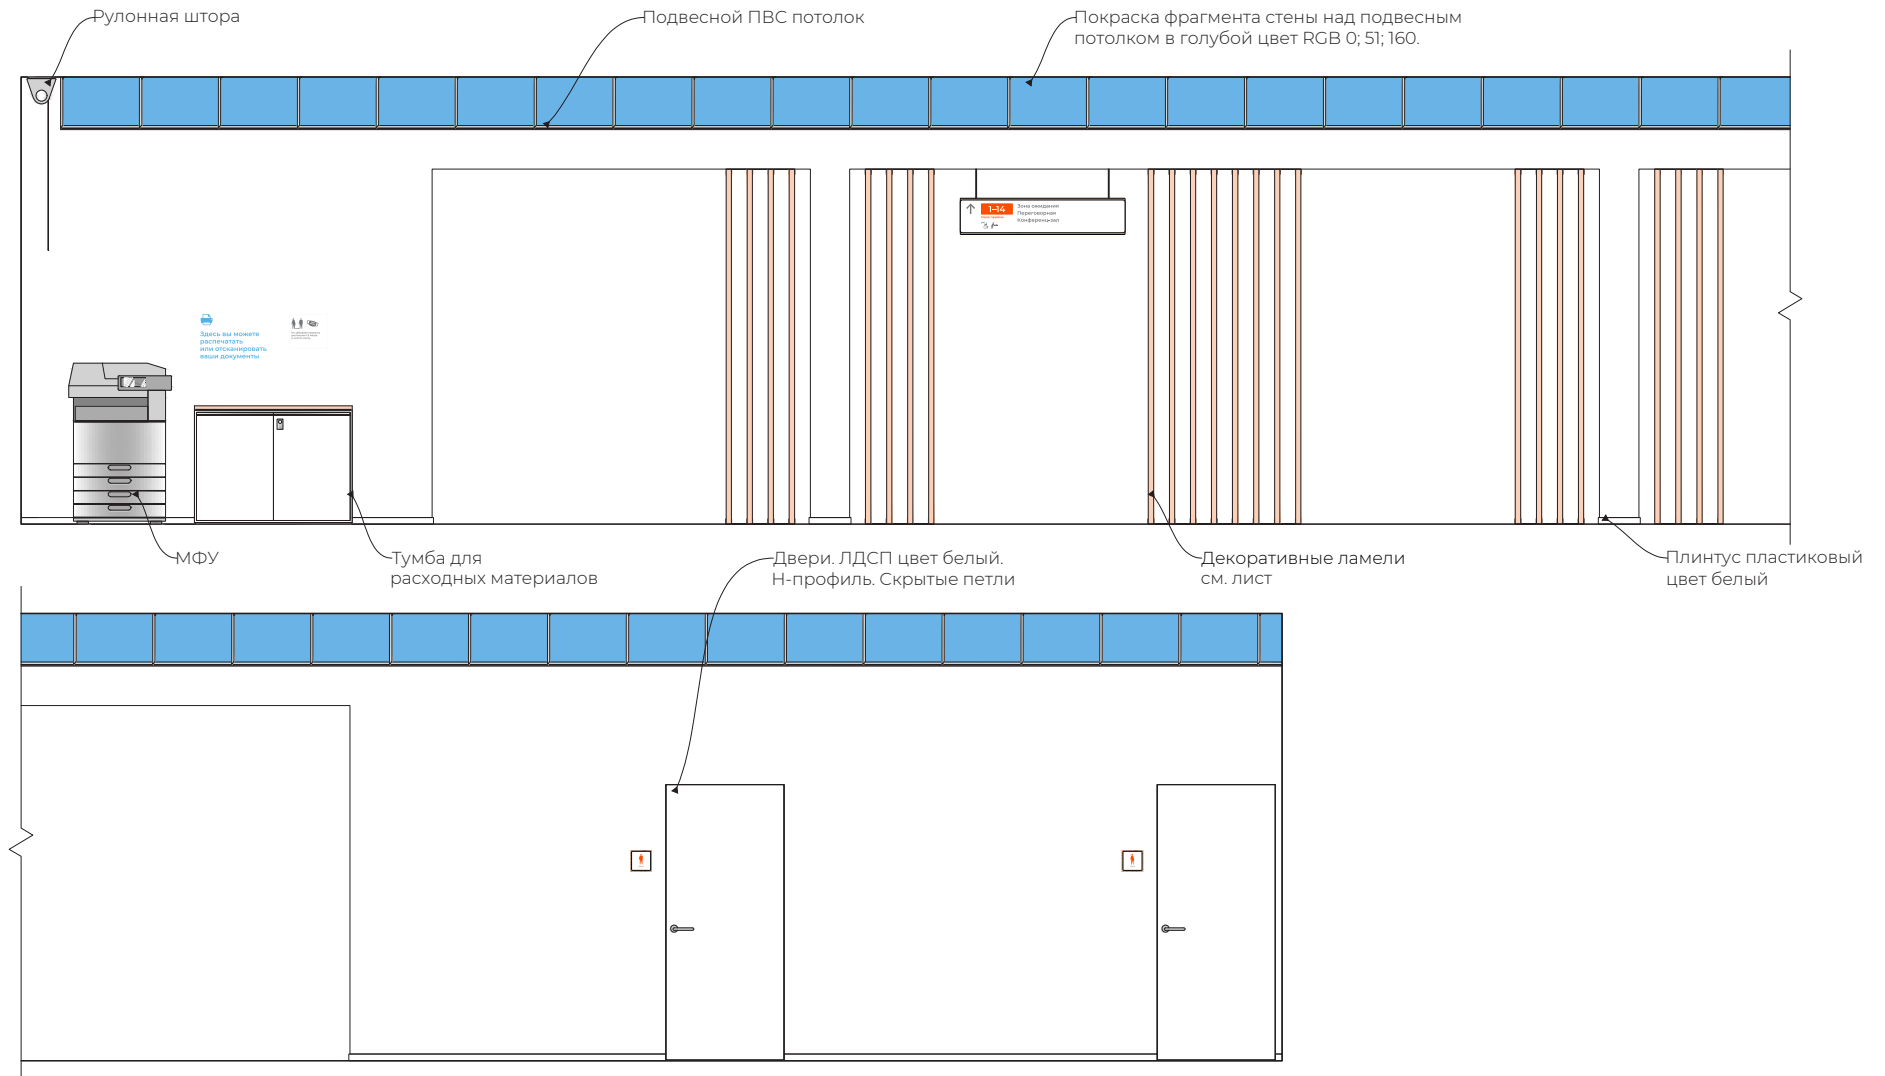 Рулонная штора
Подвесной ПВС потолок
Покраска фрагмента стены над подвесным
потолком в голубой цвет RGB 0; 51; 160.
1–14
Зона ожидания
Переговорная
Конференц-зал
Здесь вы можете
распечатать
или отсканировать
ваши документы
МФУ
Тумба для
расходных материалов
Двери. ЛДСП цвет белый.
Н-профиль. Скрытые петли
Декоративные ламели
см. лист
Плинтус пластиковый
цвет белый